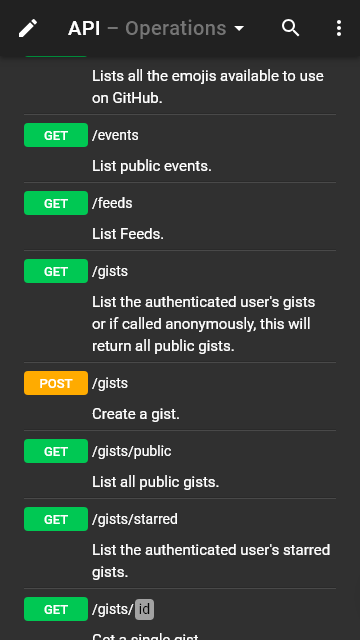 API – Operations
Lists all the emojis available to use
on GitHub.
GET /events
List public events.
GET /feeds
List Feeds.
GET /gists
List the authenticated user's gists
or if called anonymously, this will
return all public gists.
POST /gists
Create a gist.
GET /gists/public
List all public gists.
GET /gists/starred
List the authenticated user's starred
gists.
GET /gists/ id
Get a single gist.